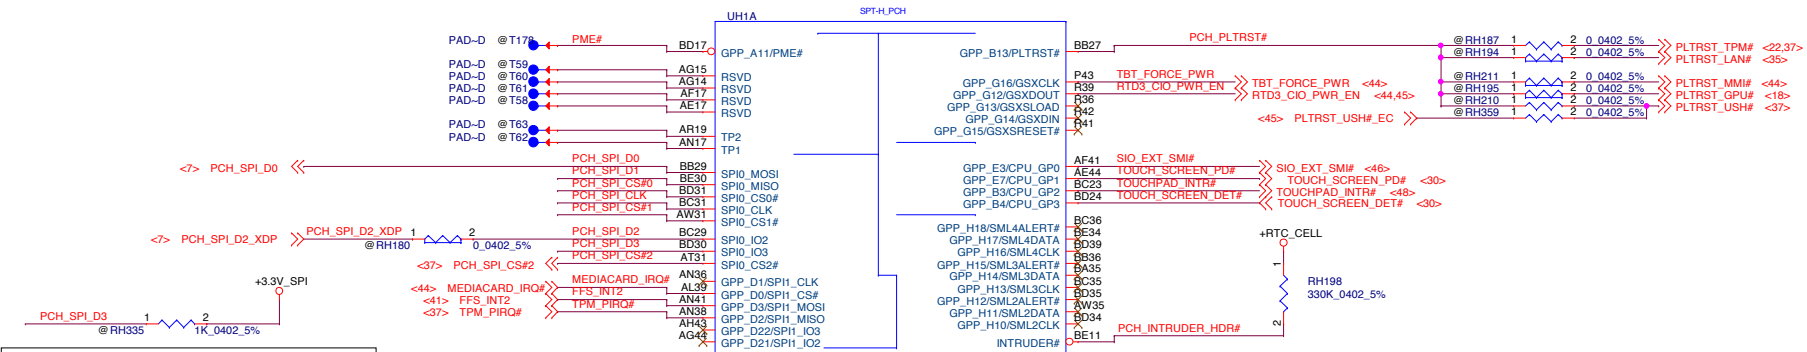 SPT-H_PCH
UH1A
PAD~D @T178 PME# BD17 GPP_A11/PME#
PAD~D @T59 AG15 RSVD
PAD~D @T60 AG14 RSVD
PAD~D @T61 AF17 RSVD
PAD~D @T58 AE17 RSVD
PAD~D @T63 AR19 TP2
PAD~D @T62 AN17 TP1
<7> PCH_SPI_D0 PCH_SPI_D0 BB29 SPI0_MOSI
PCH_SPI_D1 BE30 SPI0_MISO
PCH_SPI_CS#0 BD31 SPI0_CS0#
PCH_SPI_CLK BC31 SPI0_CLK
PCH_SPI_CS#1 AW31 SPI0_CS1#
<7> PCH_SPI_D2_XDP PCH_SPI_D2_XDP 1 2 PCH_SPI_D2 BC29 SPI0_IO2
@RH180 0_0402_5%
PCH_SPI_D3 BD30 SPI0_IO3
<37> PCH_SPI_CS#2 PCH_SPI_CS#2 AT31 SPI0_CS2#
AN36 GPP_D1/SPI1_CLK
<44> MEDIACARD_IRQ# MEDIACARD_IRQ# AL39 GPP_D0/SPI1_CS#
<41> FFS_INT2 FFS_INT2 AN41 GPP_D3/SPI1_MOSI
<37> TPM_PIRQ# TPM_PIRQ# AN38 GPP_D2/SPI1_MISO
AH43 GPP_D22/SPI1_IO3
AG44 GPP_D21/SPI1_IO2
+3.3V_SPI
PCH_SPI_D3 1 2
@RH335 1K_0402_5%
GPP_B13/PLTRST# BB27 PCH_PLTRST#
GPP_G16/GSXCLK P43 TBT_FORCE_PWR TBT_FORCE_PWR <44>
GPP_G12/GSXDOUT R39 RTD3_CIO_PWR_EN RTD3_CIO_PWR_EN <44,45>
GPP_G13/GSXSLOAD R36
GPP_G14/GSXDIN R42
GPP_G15/GSXSRESET# R41
GPP_E3/CPU_GP0 AF41 SIO_EXT_SMI# SIO_EXT_SMI# <46>
GPP_E7/CPU_GP1 AE44 TOUCH_SCREEN_PD# TOUCH_SCREEN_PD# <30>
GPP_B3/CPU_GP2 BC23 TOUCHPAD_INTR# TOUCHPAD_INTR# <48>
GPP_B4/CPU_GP3 BD24 TOUCH_SCREEN_DET# TOUCH_SCREEN_DET# <30>
GPP_H18/SML4ALERT# BC36
GPP_H17/SML4DATA BE34
GPP_H16/SML4CLK BD39
GPP_H15/SML3ALERT# BB36
GPP_H14/SML3DATA BA35
GPP_H13/SML3CLK BC35
GPP_H12/SML2ALERT# BD35
GPP_H11/SML2DATA AW35
GPP_H10/SML2CLK BD34
INTRUDER# BE11 PCH_INTRUDER_HDR#
@RH187 1 2 0_0402_5% PLTRST_TPM# <22,37>
@RH194 1 2 0_0402_5% PLTRST_LAN# <35>
@RH211 1 2 0_0402_5% PLTRST_MMI# <44>
@RH195 1 2 0_0402_5% PLTRST_GPU# <18>
@RH210 1 2 0_0402_5% PLTRST_USH# <37>
<45> PLTRST_USH#_EC @RH359 1 2 0_0402_5%
+RTC_CELL
1
RH198
330K_0402_5%
2